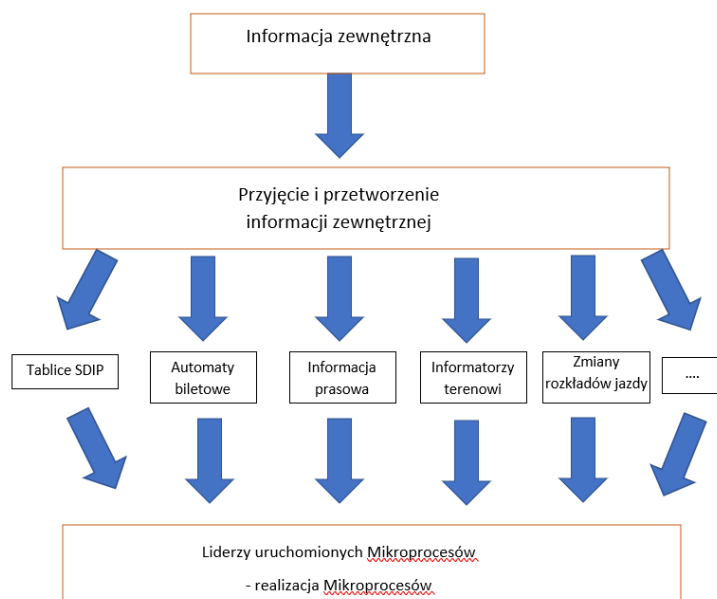 Informacja zewnętrzna
Przyjęcie i przetworzenie
informacji zewnętrznej
Tablice SDIP
Automaty
biletowe
Informacja
prasowa
Informatorzy
terenowi
Zmiany
rozkładów jazdy
....
Liderzy uruchomionych Mikroprocesów
- realizacja Mikroprocesów